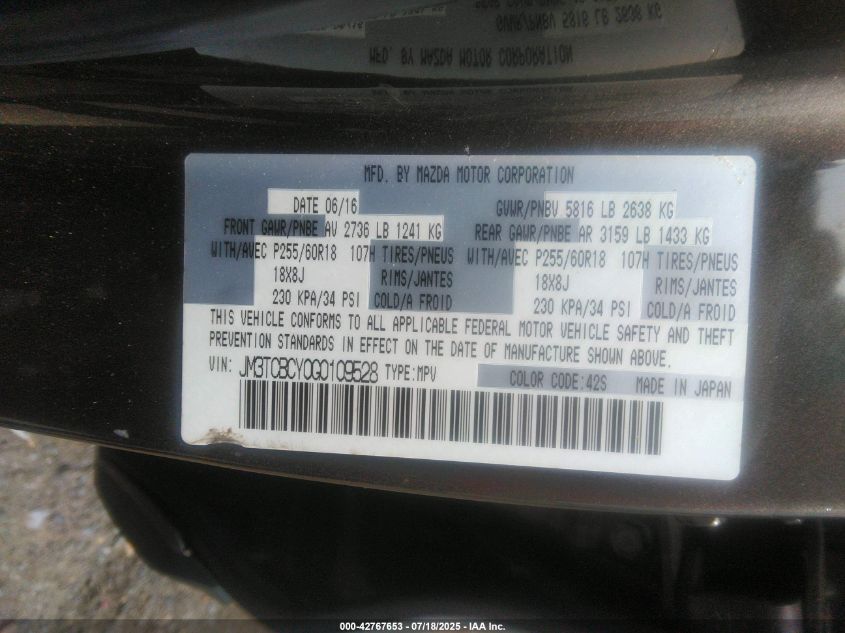 MFD. BY MAZDA MOTOR CORPORATION
DATE 06/16 GVWR/PNBV 5816 LB 2638 KG
FRONT GAWR/PNBE AV 2736 LB 1241 KG REAR GAWR/PNBE AR 3159 LB 1433 KG
WITH/AVEC P255/60R18 107H TIRES/PNEUS WITH/AVEC P255/60R18 107H TIRES/PNEUS
18X8J RIMS/JANTES 18X8J RIMS/JANTES
230 KPA/34 PSI COLD/A FROID 230 KPA/34 PSI COLD/A FROID
THIS VEHICLE CONFORMS TO ALL APPLICABLE FEDERAL MOTOR VEHICLE SAFETY AND THEFT
PREVENTION STANDARDS IN EFFECT ON THE DATE OF MANUFACTURE SHOWN ABOVE.
VIN: JM3TCBCY0G0109528 TYPE:MPV COLOR CODE:42S MADE IN JAPAN
000-42767653 - 07/18/2025 - IAA Inc.